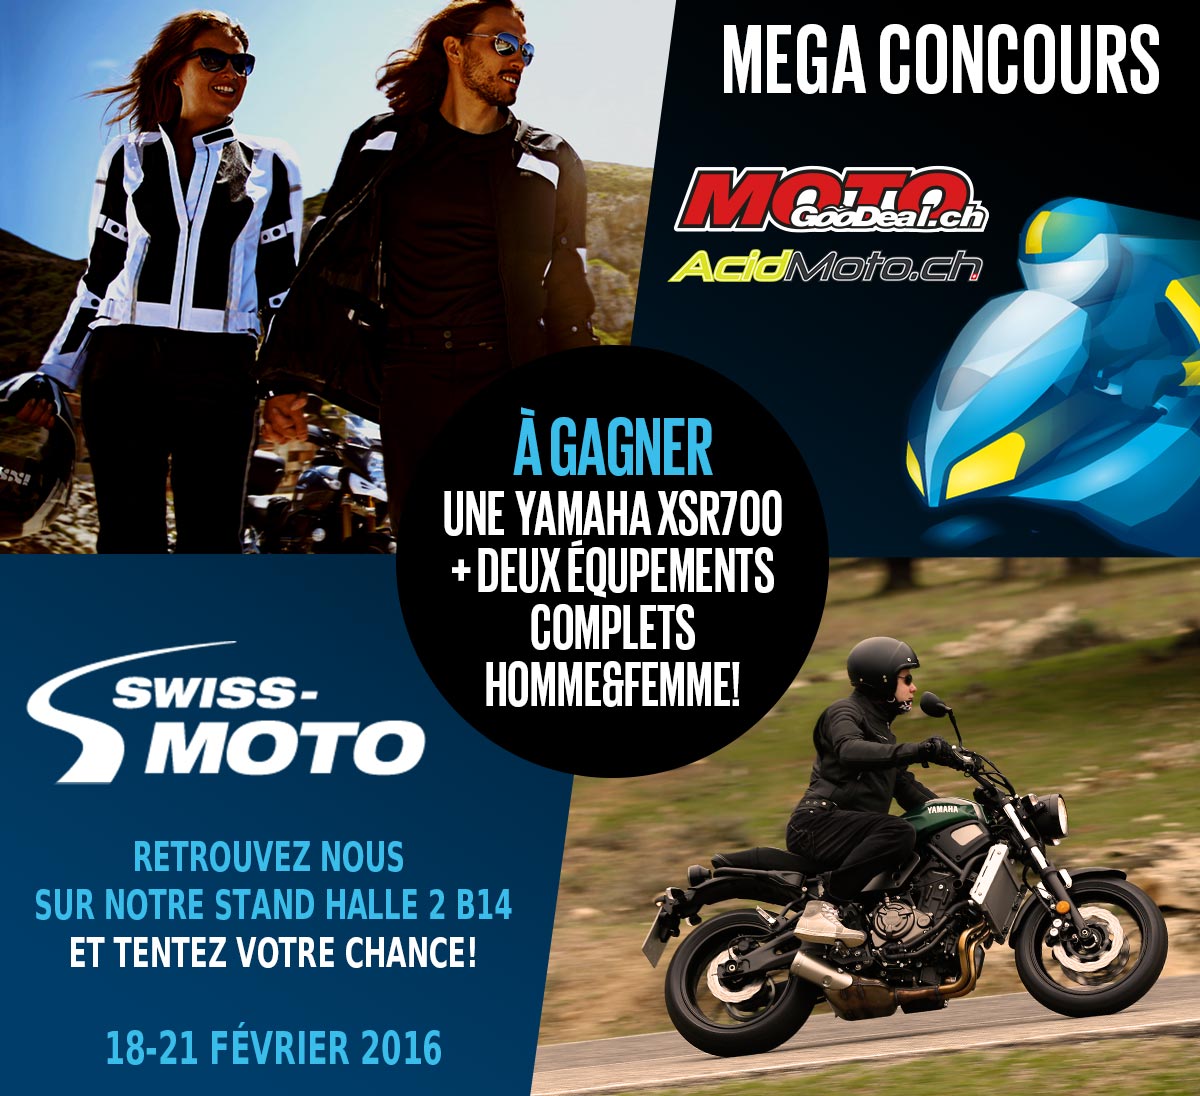 MEGA CONCOURS
MOTO
GooDeal.ch
AcidMoto.ch
À GAGNER
UNE YAMAHA XSR700
+ DEUX ÉQUPEMENTS
COMPLETS
HOMME&FEMME!
SWISS-
MOTO
RETROUVEZ NOUS
SUR NOTRE STAND HALLE 2 B14
ET TENTEZ VOTRE CHANCE!
18-21 FÉVRIER 2016
YAMAHA